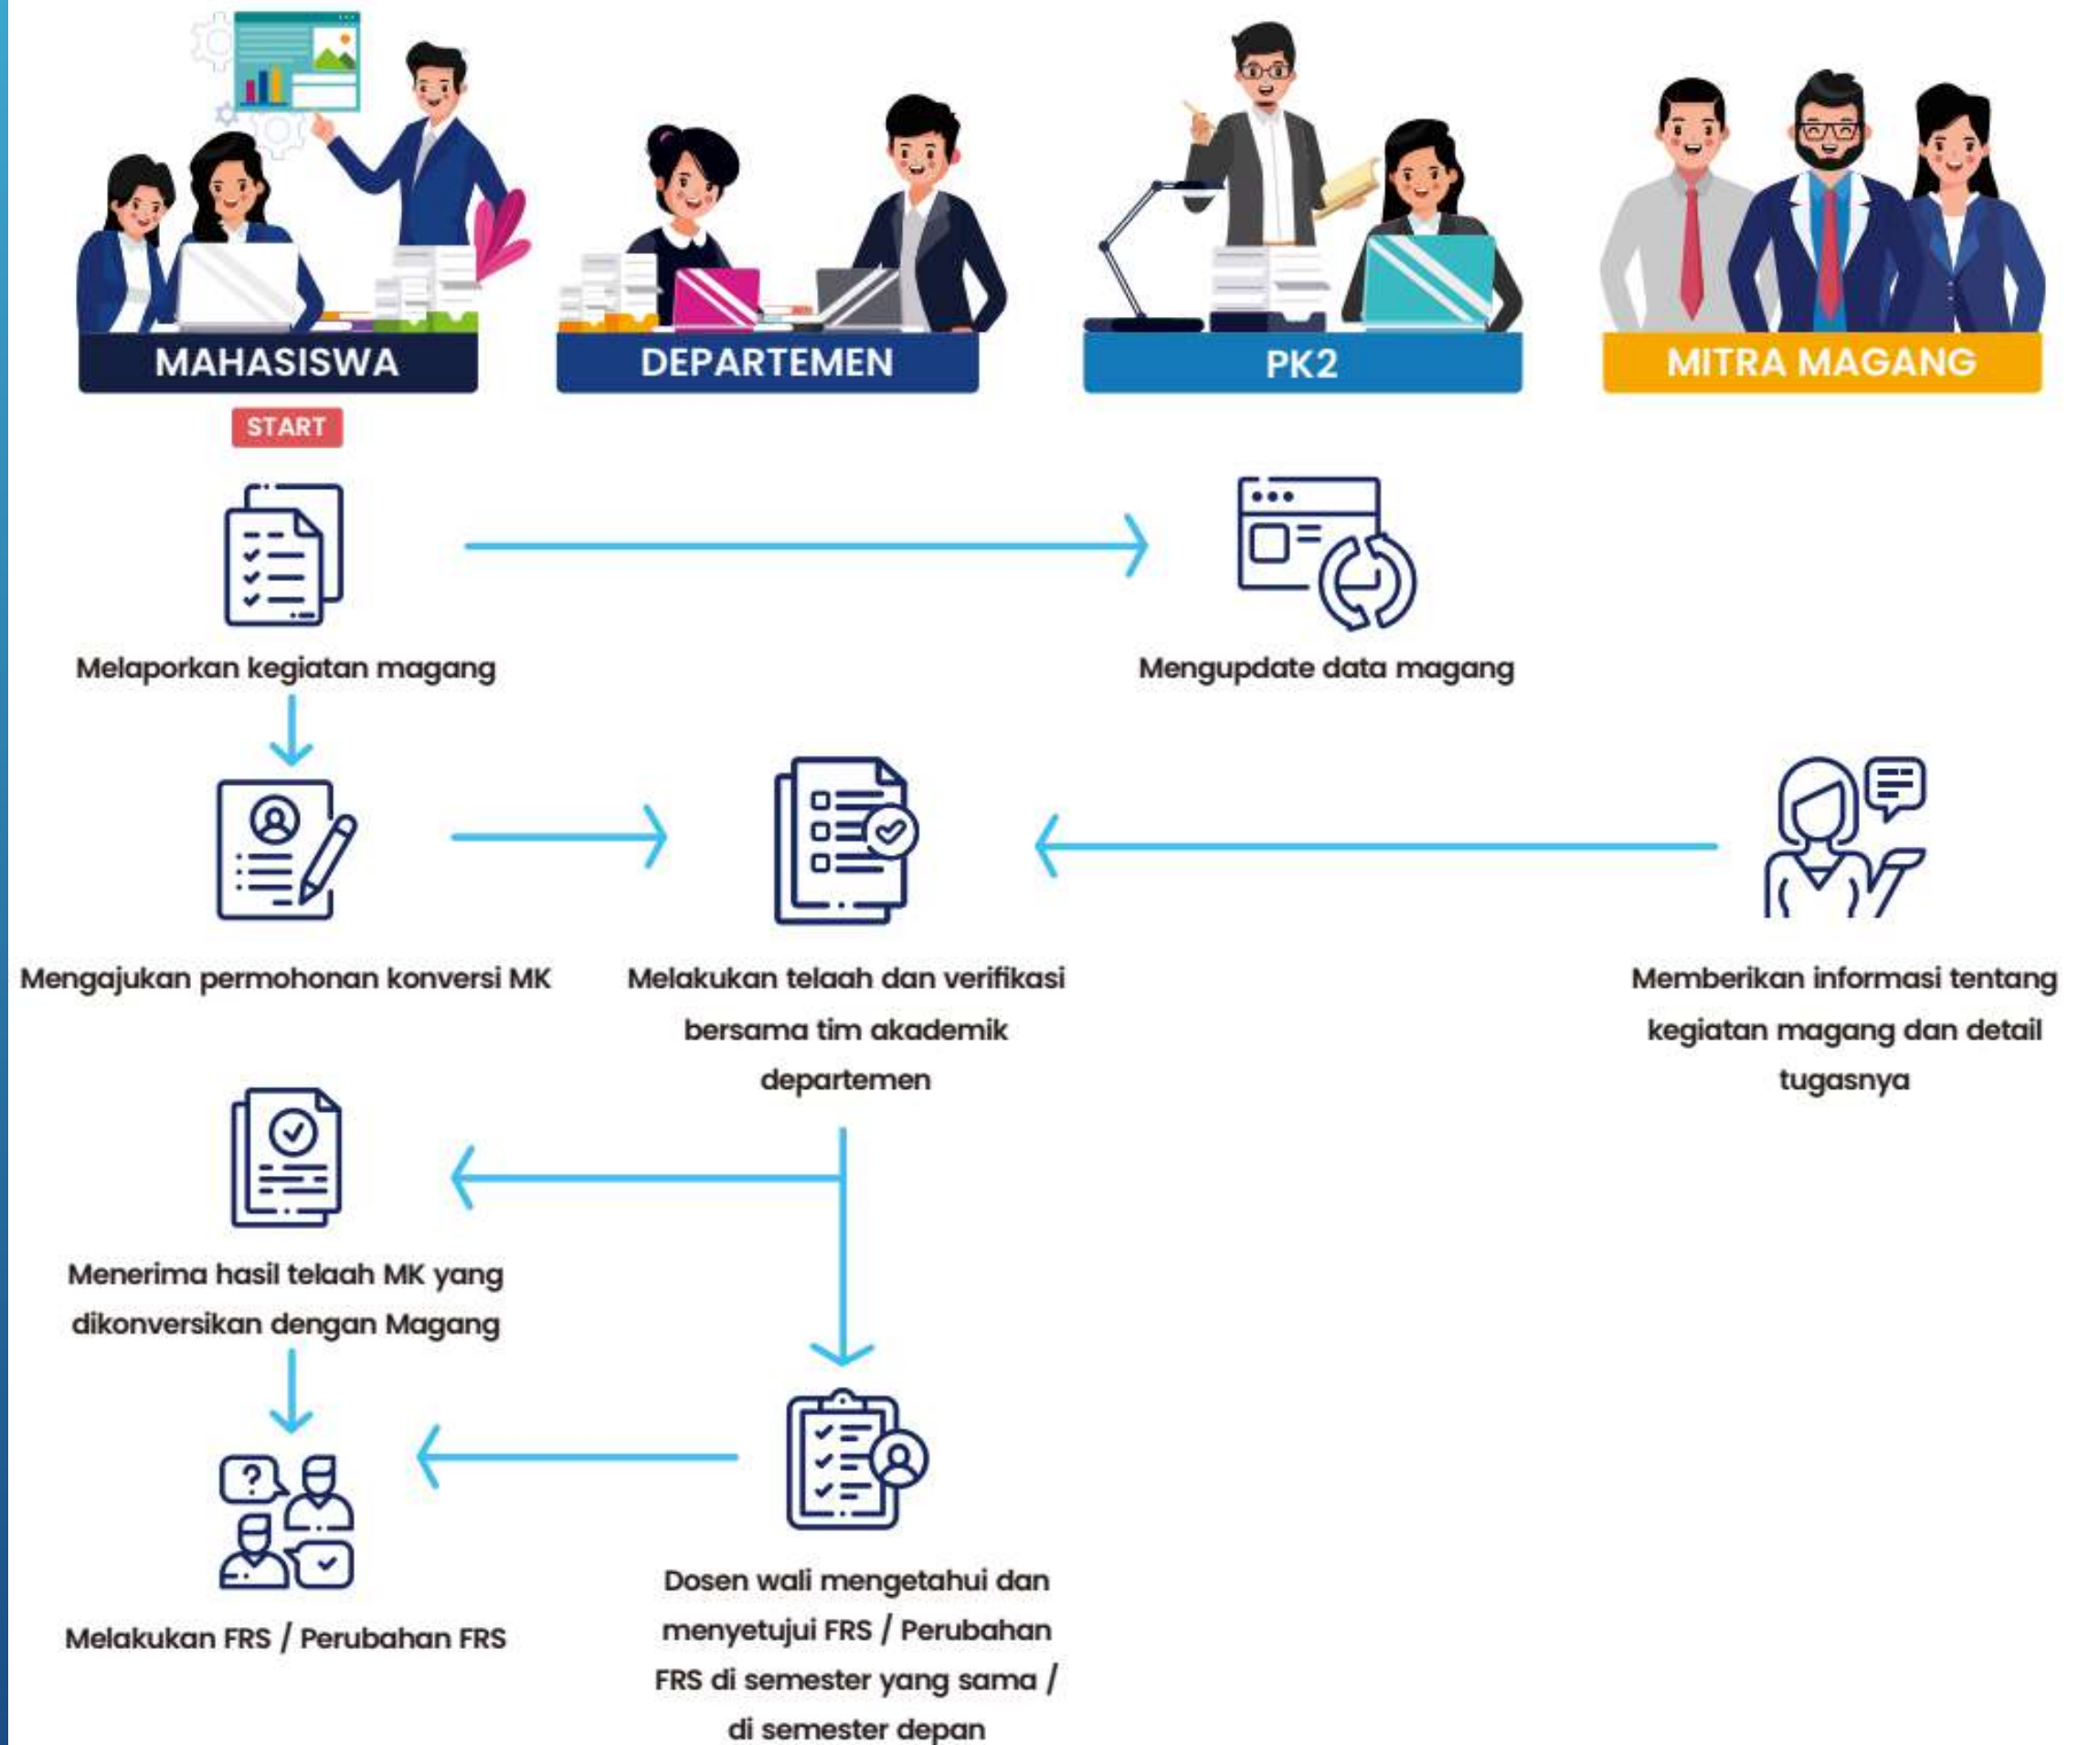 MAHASISWA
DEPARTEMEN
PK2
MITRA MAGANG
START
Melaporkan kegiatan magang
Mengupdate data magang
Mengajukan permohonan konversi MK
Melakukan telaah dan verifikasi
bersama tim akademik
departemen
Memberikan informasi tentang
kegiatan magang dan detail
tugasnya
Menerima hasil telaah MK yang
dikonversikan dengan Magang
?
Melakukan FRS / Perubahan FRS
Dosen wali mengetahui dan
menyetujui FRS / Perubahan
FRS di semester yang sama /
di semester depan